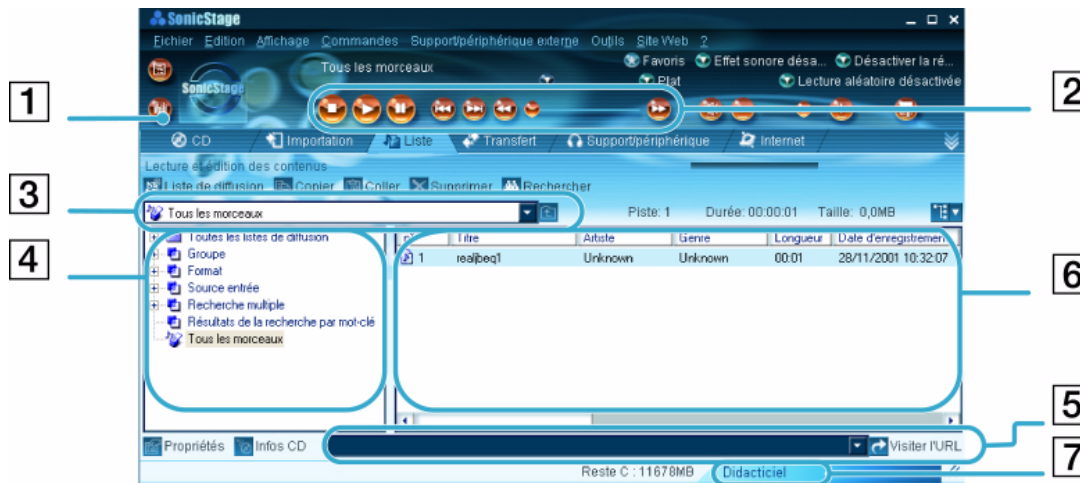 SonicStage
Fichier Edition Affichage Commandes Support/périphérique externe Outils Site Web ?
Favoris Effet sonore désa... Désactiver la ré...
Tous les morceaux
Plat Lecture aléatoire désactivée
SonicStage
1
2
CD Importation Liste Transfert Support/périphérique Internet
Lecture et édition des contenus
Liste de diffusion Copier Coller Supprimer Rechercher
3
Tous les morceaux Piste: 1 Durée: 00:00:01 Taille: 0,0MB
4
Toutes les listes de diffusion
Groupe
Format
Source entrée
Recherche multiple
Résultats de la recherche par mot-clé
Tous les morceaux
Titre Artiste Genre Longueur Date d'enregistrement
1 realjbeq1 Unknown Unknown 00:01 28/11/2001 10:32:07
6
5
Propriétés Infos CD Visiter l'URL
7
Reste C : 11678MB Didacticiel